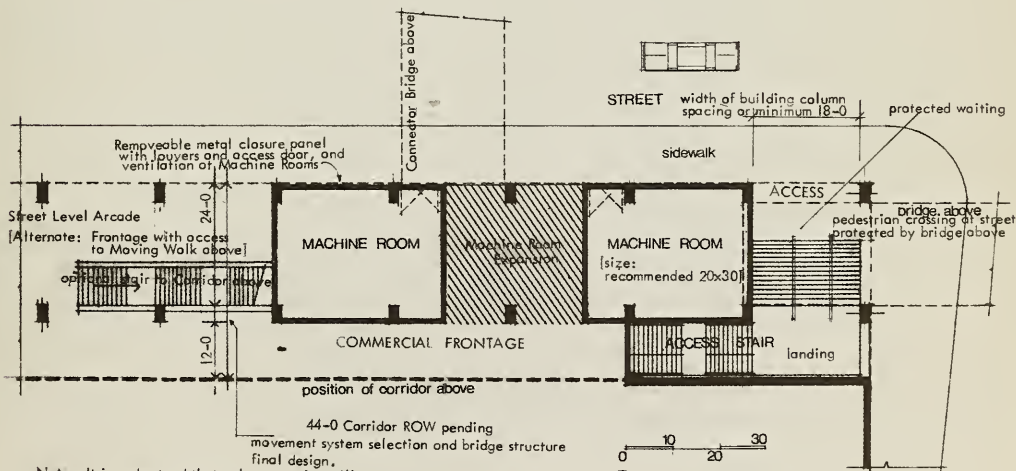 Connector Bridge above
STREET
width of building column
spacing or minimum 18-0
protected waiting
sidewalk
Removeable metal closure panel
with louvers and access door, and
ventilation of Machine Rooms
ACCESS
bridge above
pedestrian crossing at street
protected by bridge above
24-0
Street Level Arcade
[Alternate: Frontage with access
to Moving Walk above]
optional stair to Corridor above
MACHINE ROOM
Machine Room
Expansion
MACHINE ROOM
[size:
recommended 20x30]
12-0
COMMERCIAL FRONTAGE
ACCESS STAIR
landing
position of corridor above
44-0 Corridor ROW pending
movement system selection and bridge structure
final design.
0 10 20 30